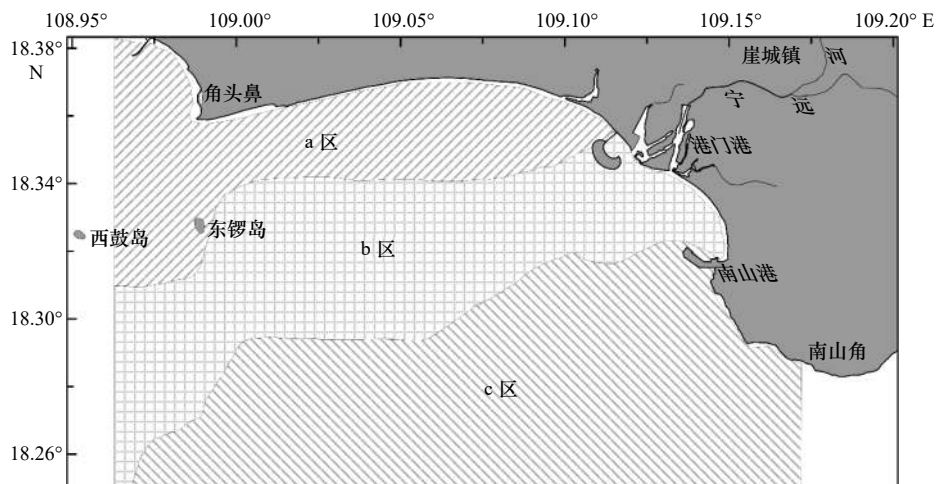 108.95° 109.00° 109.05° 109.10° 109.15° 109.20° E
18.38°
N
崖城镇 河
角头鼻
宁 远
a 区
港门港
18.34°
西鼓岛 东锣岛
b 区
南山港
18.30°
南山角
c 区
18.26°